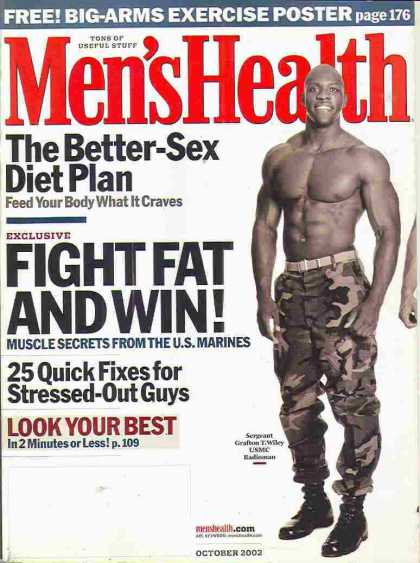 FREE! BIG-ARMS EXERCISE POSTER page 176
TONS OF
USEFUL STUFF
Men'sHealth
The Better-Sex
Diet Plan
Feed Your Body What It Craves
EXCLUSIVE
FIGHT FAT
AND WIN!
MUSCLE SECRETS FROM THE U.S. MARINES
25 Quick Fixes for
Stressed-Out Guys
LOOK YOUR BEST
In 2 Minutes or Less! p. 109
Sergeant
Grafton T. Wiley
USMC
Radioman
menshealth.com
OCTOBER 2002